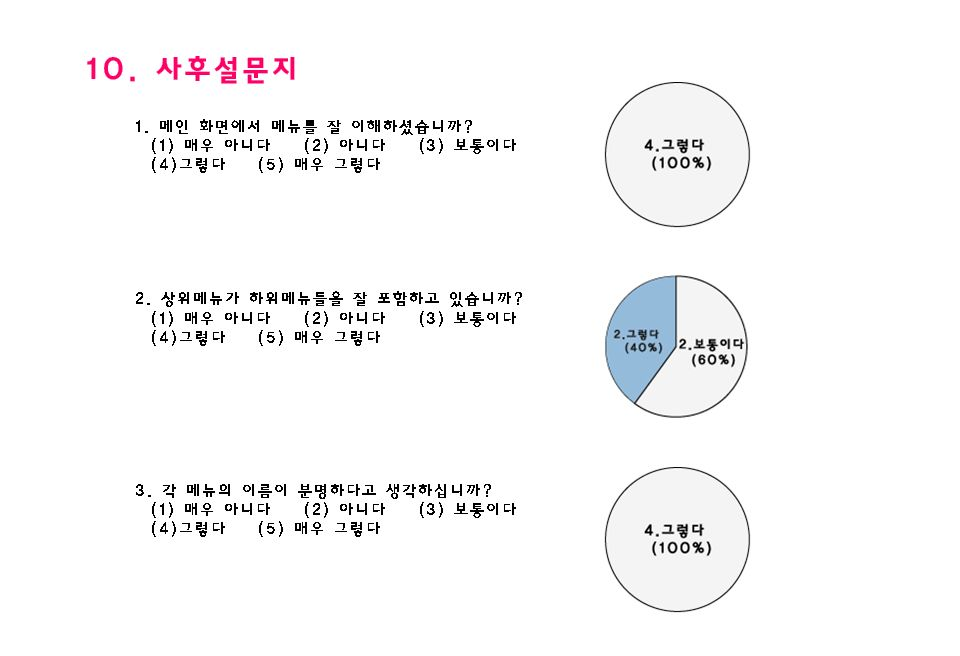 10. 사후설문지
1. 메인 화면에서 메뉴를 잘 이해하셨습니까?
(1) 매우 아니다 (2) 아니다 (3) 보통이다
(4)그렇다 (5) 매우 그렇다
4.그렇다
(100%)
2. 상위메뉴가 하위메뉴들을 잘 포함하고 있습니까?
(1) 매우 아니다 (2) 아니다 (3) 보통이다
(4)그렇다 (5) 매우 그렇다
2.그렇다
(40%)
2.보통이다
(60%)
3. 각 메뉴의 이름이 분명하다고 생각하십니까?
(1) 매우 아니다 (2) 아니다 (3) 보통이다
(4)그렇다 (5) 매우 그렇다
4.그렇다
(100%)